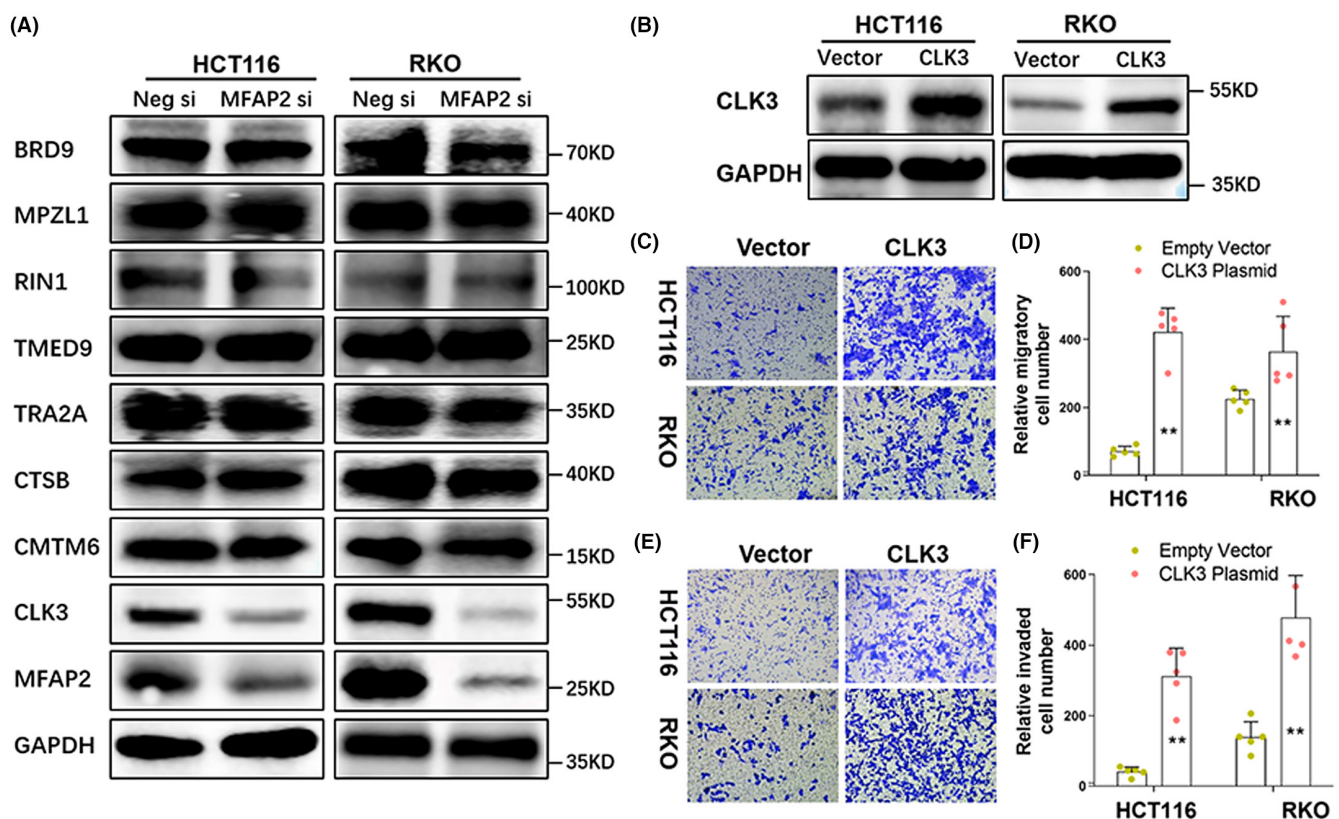 (A)
HCT116 RKO
Neg si MFAP2 si Neg si MFAP2 si
BRD9 70KD
MPZL1 40KD
RIN1 100KD
TMED9 25KD
TRA2A 35KD
CTSB 40KD
CMTM6 15KD
CLK3 55KD
MFAP2 25KD
GAPDH 35KD
(B)
HCT116 RKO
Vector CLK3 Vector CLK3
CLK3 55KD
GAPDH 35KD
(C)
Vector CLK3
HCT116
RKO
(D)
Empty Vector
CLK3 Plasmid
Relative migratory
cell number
600
400
200
0
** **
HCT116 RKO
(E)
Vector CLK3
HCT116
RKO
(F)
Empty Vector
CLK3 Plasmid
Relative invaded
cell number
600
400
200
0
** **
HCT116 RKO